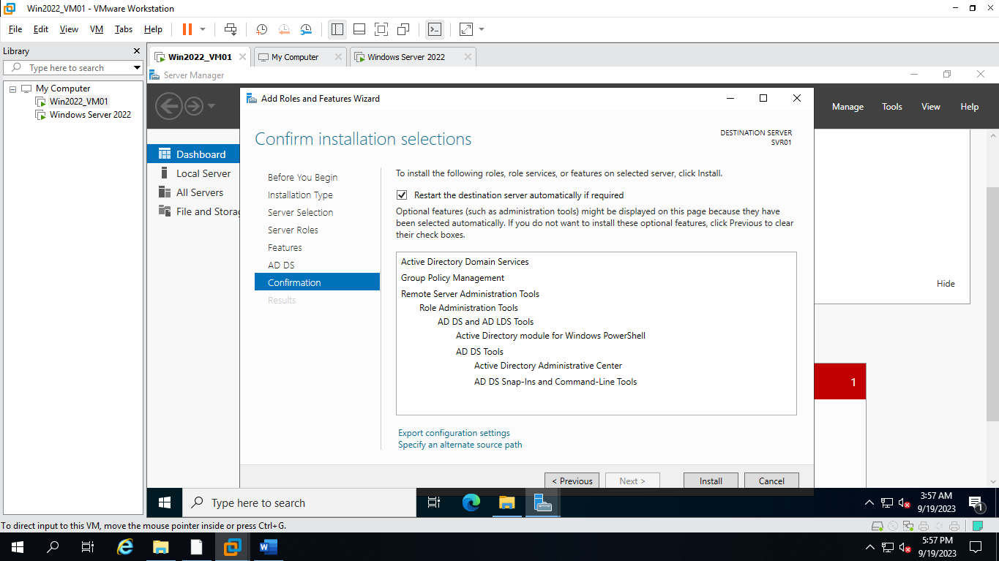 Win2022_VM01 - VMware Workstation
File Edit View VM Tabs Help
Library
Type here to search
My Computer
Win2022_VM01
Windows Server 2022
Win2022_VM01
My Computer
Windows Server 2022
Server Manager
Manage Tools View Help
Dashboard
Local Server
All Servers
File and Storag
Add Roles and Features Wizard
Confirm installation selections
DESTINATION SERVER
SVR01
Before You Begin
Installation Type
Server Selection
Server Roles
Features
AD DS
Confirmation
Results
To install the following roles, role services, or features on selected server, click Install.
Restart the destination server automatically if required
Optional features (such as administration tools) might be displayed on this page because they have
been selected automatically. If you do not want to install these optional features, click Previous to clear
their check boxes.
Active Directory Domain Services
Group Policy Management
Remote Server Administration Tools
Role Administration Tools
AD DS and AD LDS Tools
Active Directory module for Windows PowerShell
AD DS Tools
Active Directory Administrative Center
AD DS Snap-Ins and Command-Line Tools
Export configuration settings
Specify an alternate source path
< Previous Next > Install Cancel
Hide
1
Type here to search
3:57 AM
9/19/2023
1
To direct input to this VM, move the mouse pointer inside or press Ctrl+G.
5:57 PM
9/19/2023